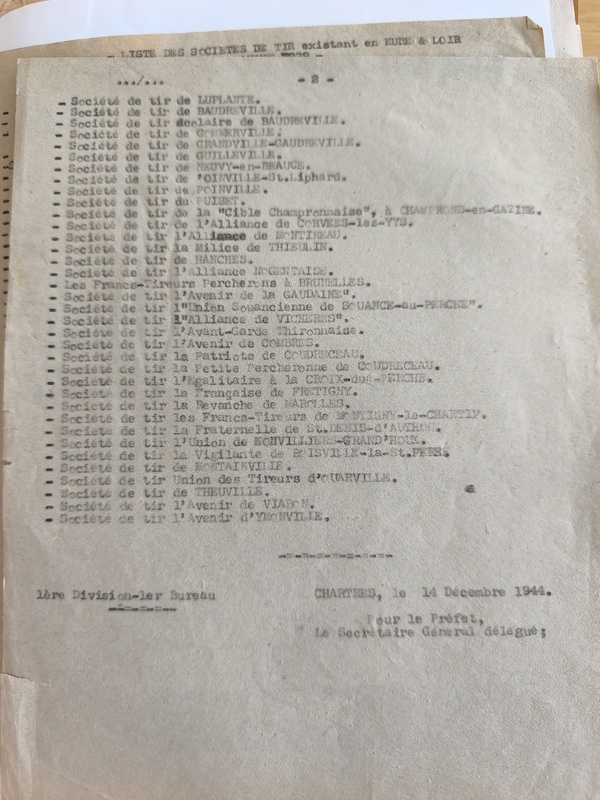 - LISTE DES SOCIETES DE TIR existant en EURE & LOIR
.../... - 2 -
- Société de tir de LUPLANTE.
- Société de tir de BAUDREVILLE.
- Société de tir scolaire de BAUDREVILLE.
- Société de tir de GOMMERVILLE.
- Société de tir de GRANDVILLE-GAUDREVILLE.
- Société de tir de GUILLEVILLE.
- Société de tir de NEUVY-en-BEAUCE.
- Société de tir de OINVILLE-St.Liphard.
- Société de tir de POINVILLE.
- Société de tir du PUISET.
- Société de tir de la "Cible Champronnaise", à CHAMPROND-en-GATINE.
- Société de tir de l'Alliance de CORVEES-les-YYS.
- Société de tir l'Alliance de MONTIREAU.
- Société de tir la Milice de THIEULIN.
- Société de tir de HANCHES.
- Société de tir l'Alliance NOGENTAISE.
- Les Francs-Tireurs Percherons à BRUNELLES.
- Société de tir l'Avenir de la GAUDAINE".
- Société de tir l"Union Souancienne de SOUANCE-au-PERCHE".
- Société de tir l"Alliance de VICHERES".
- Société de tir l'Avant-Garde Thironnaise.
- Société de tir l'Avenir de COMBRES.
- Société de tir la Patriote de COUDRECEAU.
- Société de tir la Petite Percheronne de COUDRECEAU.
- Société de tir l'Egalitaire à la CROIX-du-PERCHE.
- Société de tir la Française de FRETIGNY.
- Société de tir la Revanche de MAROLLES.
- Société de tir les Francs-Tireurs de MONTIGNY-le-CHARTIF.
- Société de tir la Fraternelle de St.DENIS-d'AUTHOU.
- Société de tir l'Union de NONVILLIERS-GRAND'HOUX.
- Société de tir la Vigilante de BOISVILLE-la-St.PERE.
- Société de tir de MONTAINVILLE.
- Société de tir Union des Tireurs d'OUARVILLE.
- Société de tir de THEUVILLE.
- Société de tir l'Avenir de VIABON.
- Société de tir l'Avenir d'YMONVILLE.
1ère Division-1er Bureau CHARTRES, le 14 Décembre 1944.
Pour le Préfet,
Le Secrétaire Général délégué;